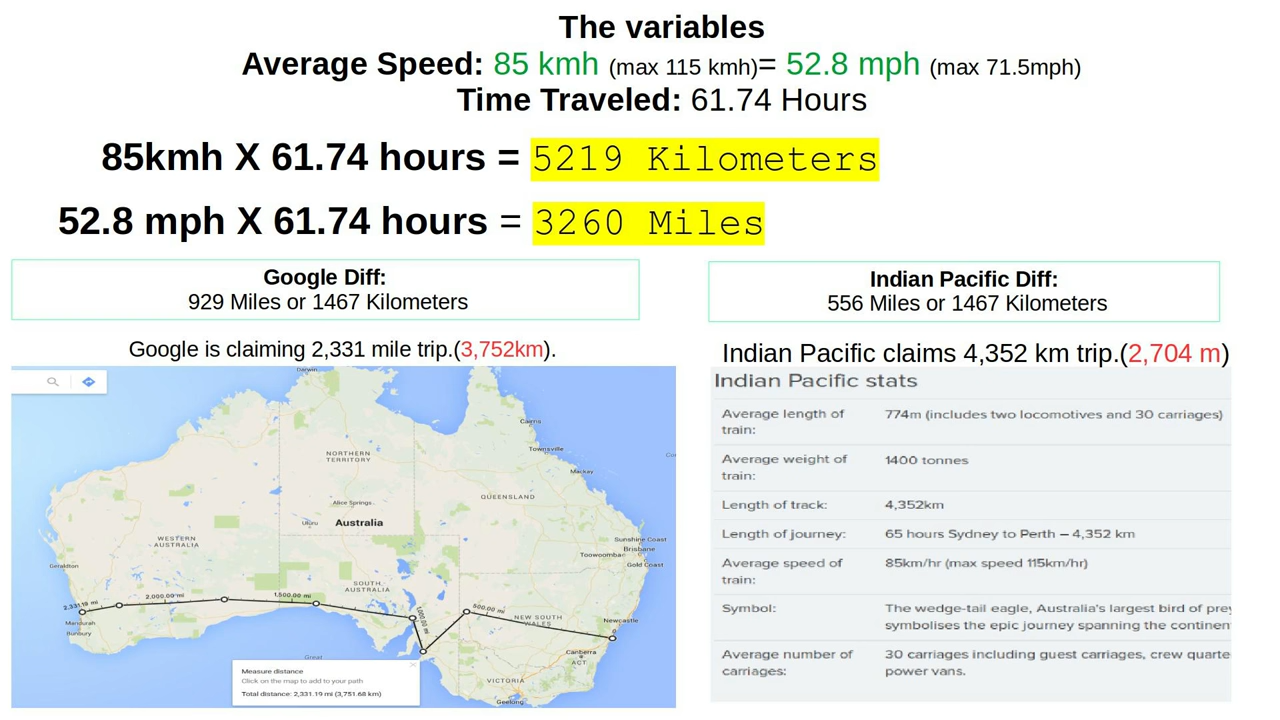 The variables
Average Speed: 85 kmh (max 115 kmh)= 52.8 mph (max 71.5mph)
Time Traveled: 61.74 Hours
85kmh X 61.74 hours = 5219 Kilometers
52.8 mph X 61.74 hours = 3260 Miles
Google Diff:
929 Miles or 1467 Kilometers
Indian Pacific Diff:
556 Miles or 1467 Kilometers
Google is claiming 2,331 mile trip.(3,752km).
Indian Pacific claims 4,352 km trip.(2,704 m)
Darwin
Cairns
Townsville
Mackay
NORTHERN
TERRITORY
QUEENSLAND
Alice Springs
Uluru
Australia
WESTERN
AUSTRALIA
Sunshine Coast
Brisbane
Toowoomba
Gold Coast
Geraldton
SOUTH
AUSTRALIA
2,331.19 mi
2,000.00 mi
1,500.00 mi
1,000.00 mi
500.00 mi
NEW SOUTH
WALES
Newcastle
Mandurah
Bunbury
Canberra
ACT
Great
VICTORIA
Geelong
Measure distance
Click on the map to add to your path
Total distance: 2,331.19 mi (3,751.68 km)
Indian Pacific stats
Average length of
train:
774m (includes two locomotives and 30 carriages)
Average weight of
train:
1400 tonnes
Length of track:
4,352km
Length of journey:
65 hours Sydney to Perth – 4,352 km
Average speed of
train:
85km/hr (max speed 115km/hr)
Symbol:
The wedge-tail eagle, Australia's largest bird of prey
symbolises the epic journey spanning the continen
Average number of
carriages:
30 carriages including guest carriages, crew quarte
power vans.